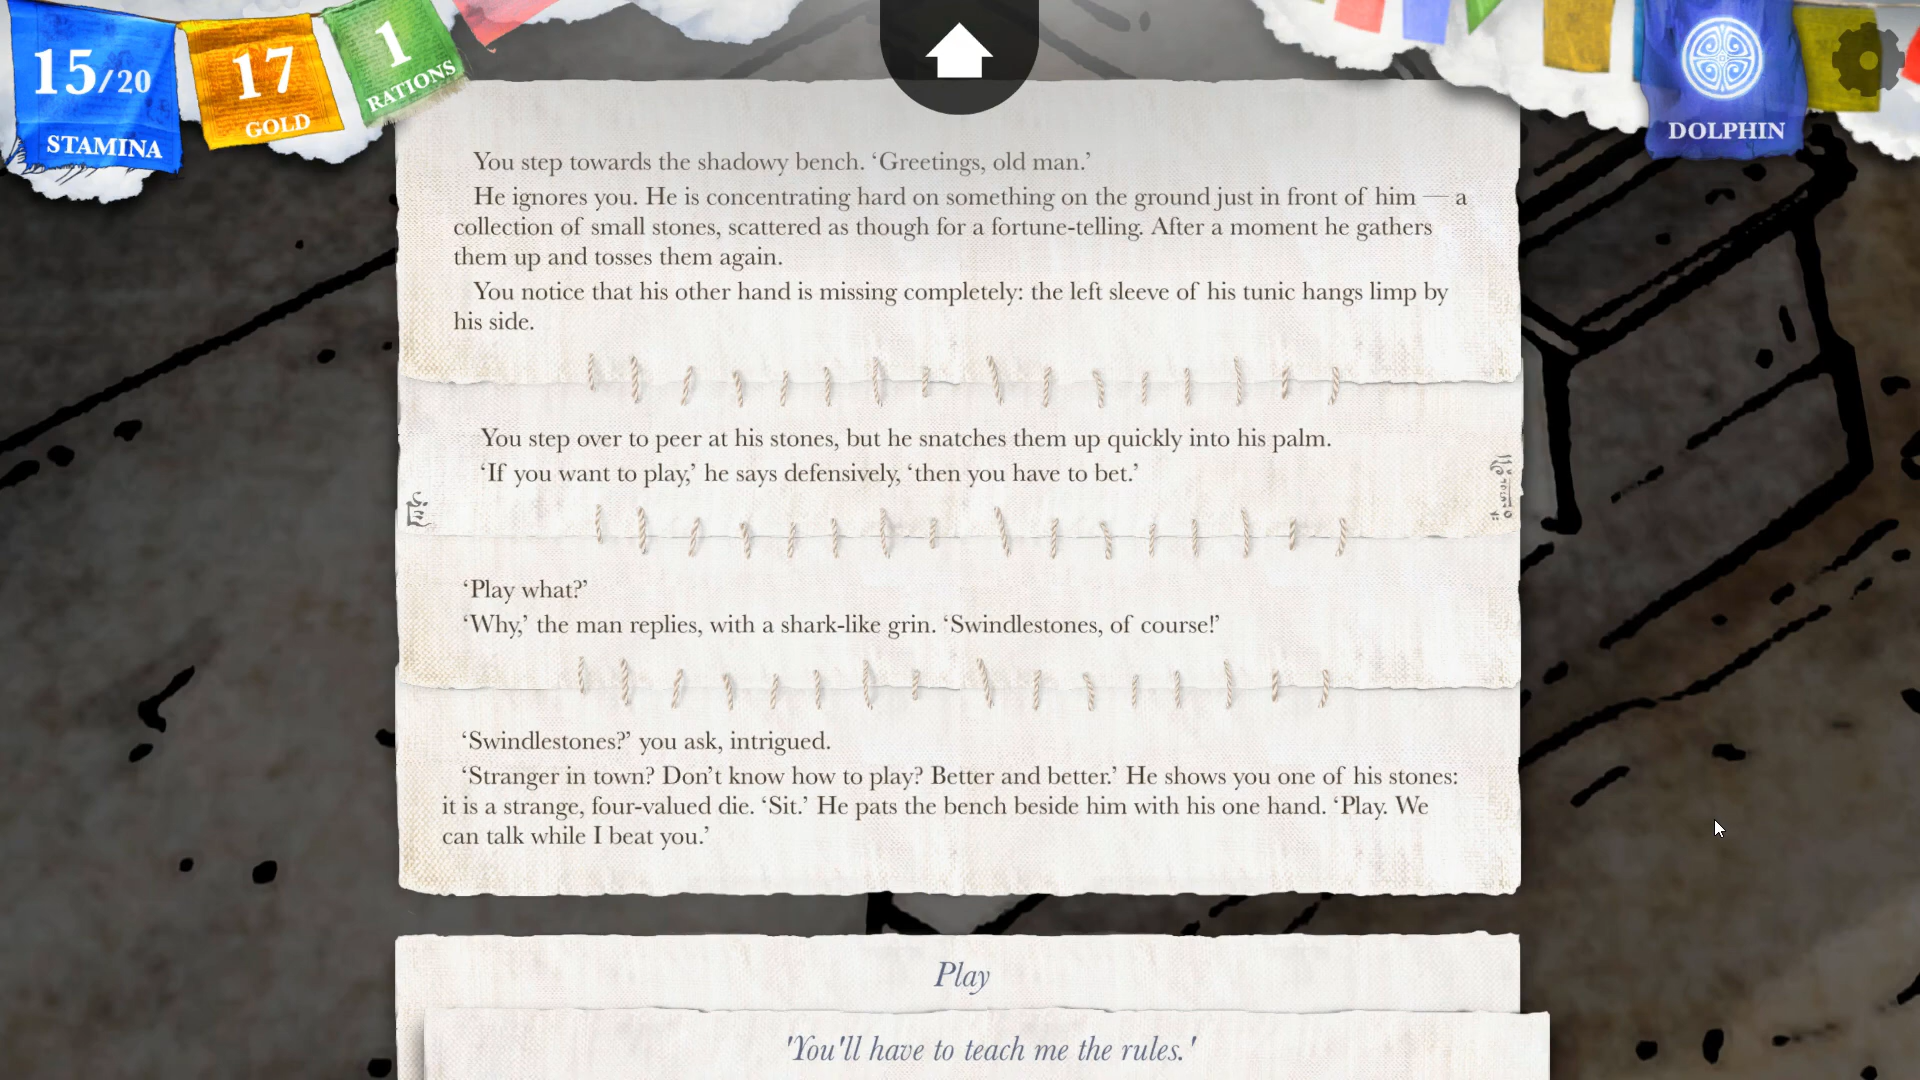 15/20
STAMINA
17
GOLD
1
RATIONS
DOLPHIN
You step towards the shadowy bench. ‘Greetings, old man.’
He ignores you. He is concentrating hard on something on the ground just in front of him — a
collection of small stones, scattered as though for a fortune-telling. After a moment he gathers
them up and tosses them again.
You notice that his other hand is missing completely: the left sleeve of his tunic hangs limp by
his side.
You step over to peer at his stones, but he snatches them up quickly into his palm.
‘If you want to play,’ he says defensively, ‘then you have to bet.’
‘Play what?’
‘Why,’ the man replies, with a shark-like grin. ‘Swindlestones, of course!’
‘Swindlestones?’ you ask, intrigued.
‘Stranger in town? Don’t know how to play? Better and better.’ He shows you one of his stones:
it is a strange, four-valued die. ‘Sit.’ He pats the bench beside him with his one hand. ‘Play. We
can talk while I beat you.’
Play
'You'll have to teach me the rules.'